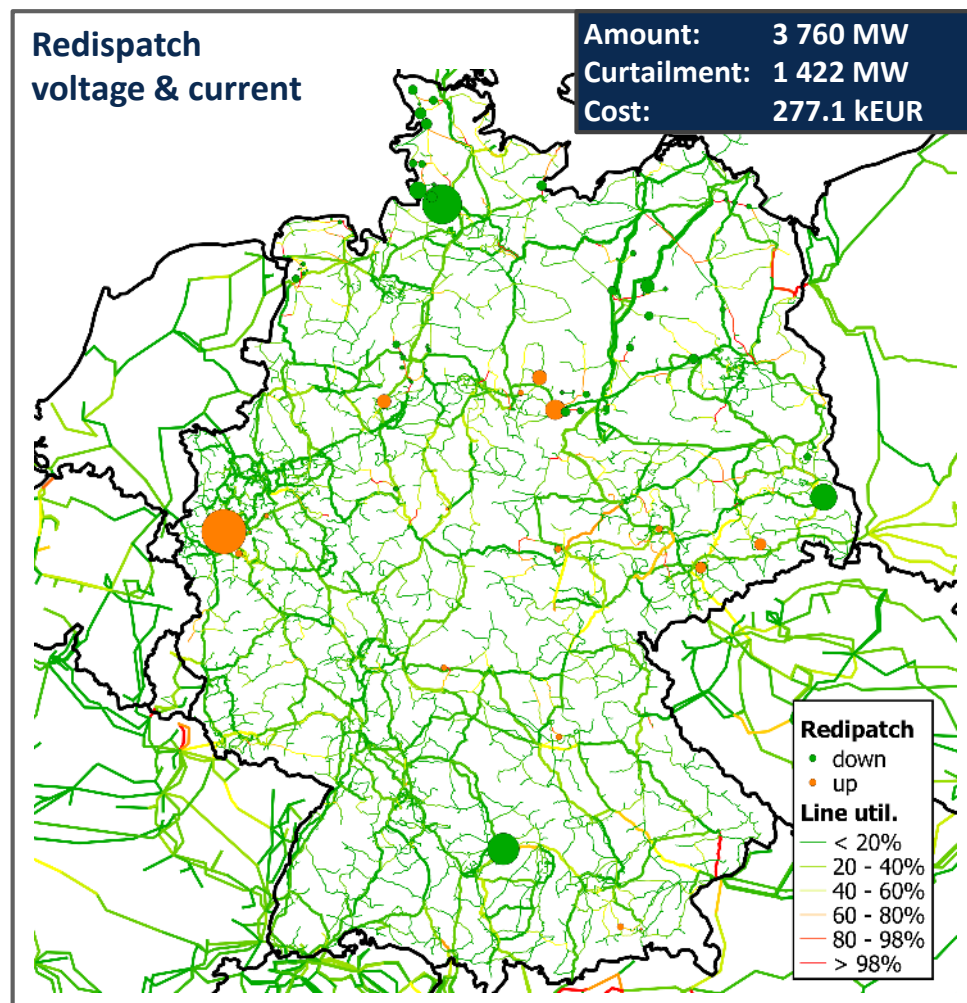 Redispatch
voltage & current
Amount: 3 760 MW
Curtailment: 1 422 MW
Cost: 277.1 kEUR
Redipatch
down
up
Line util.
< 20%
20 - 40%
40 - 60%
60 - 80%
80 - 98%
> 98%